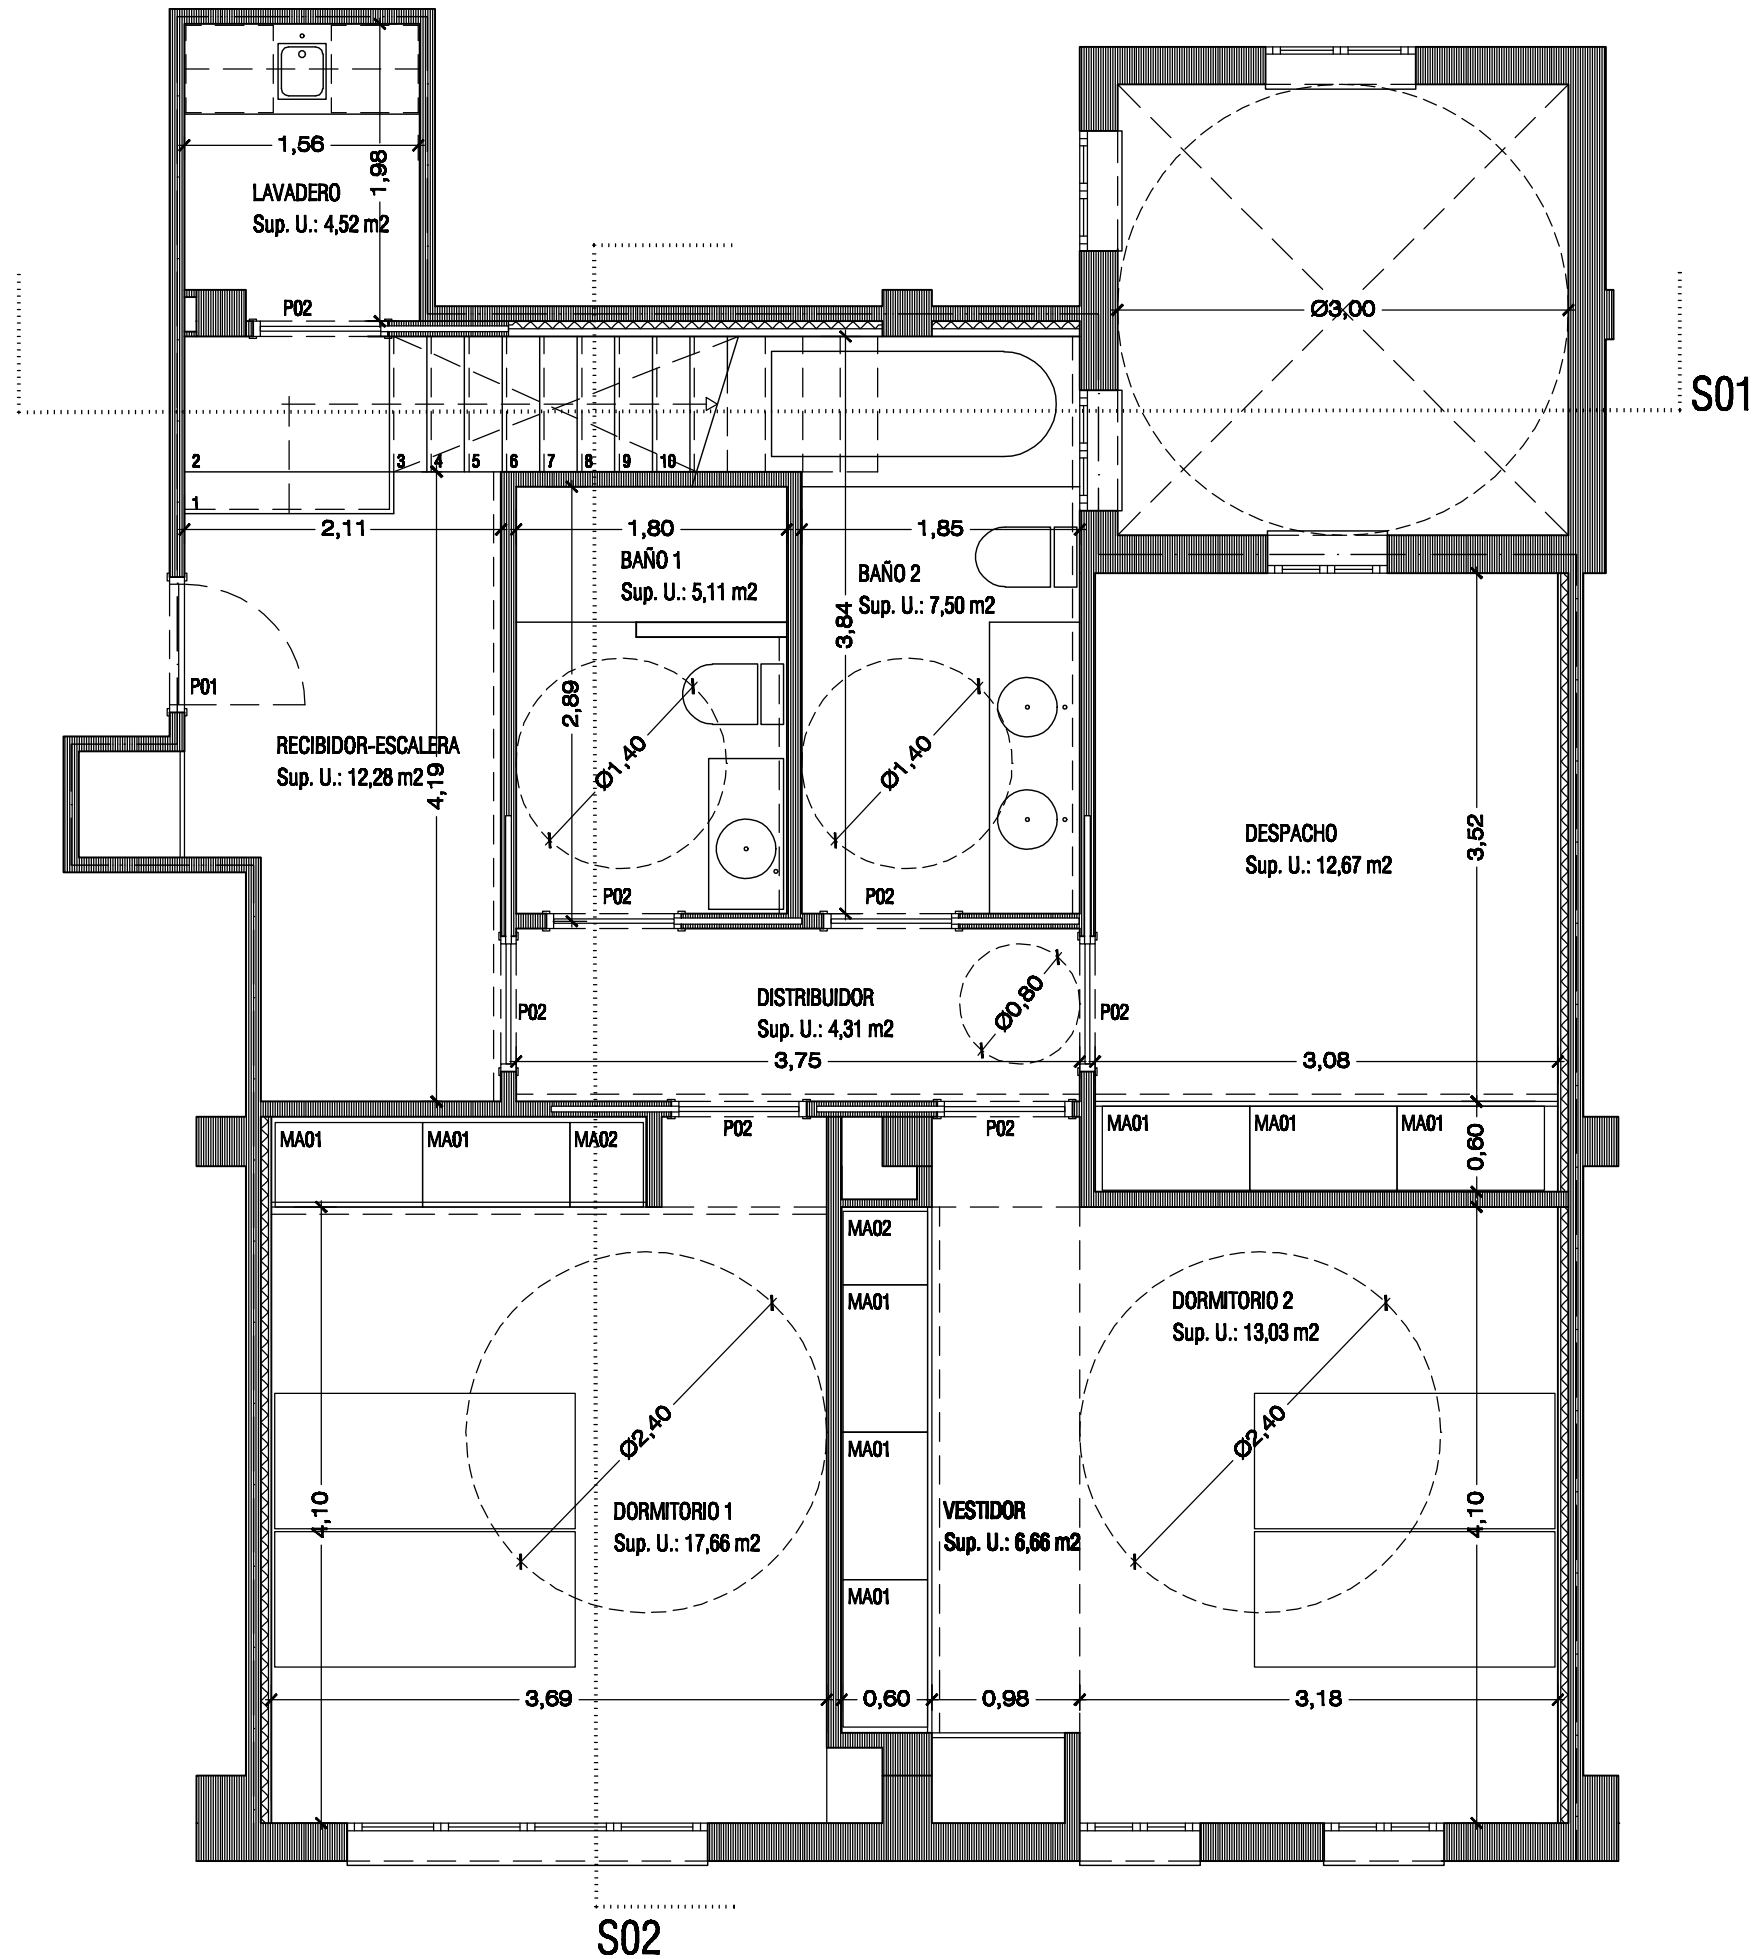 1,56
1,98
LAVADERO
Sup. U.: 4,52 m2
P02
Ø3,00
S01
2
3
4
5
6
7
8
9
10
1
2,11
1,80
1,85
BAÑO 1
Sup. U.: 5,11 m2
BAÑO 2
Sup. U.: 7,50 m2
3,84
P01
2,89
Ø1,40
Ø1,40
RECIBIDOR-ESCALERA
Sup. U.: 12,28 m2
4,19
DESPACHO
Sup. U.: 12,67 m2
3,52
P02
P02
DISTRIBUIDOR
Sup. U.: 4,31 m2
Ø0,80
P02
P02
3,75
3,08
MA01
MA01
MA02
P02
P02
MA01
MA01
MA01
0,60
MA02
MA01
DORMITORIO 2
Sup. U.: 13,03 m2
Ø2,40
Ø2,40
MA01
4,10
DORMITORIO 1
Sup. U.: 17,66 m2
VESTIDOR
Sup. U.: 6,66 m2
4,10
MA01
3,69
0,60
0,98
3,18
S02